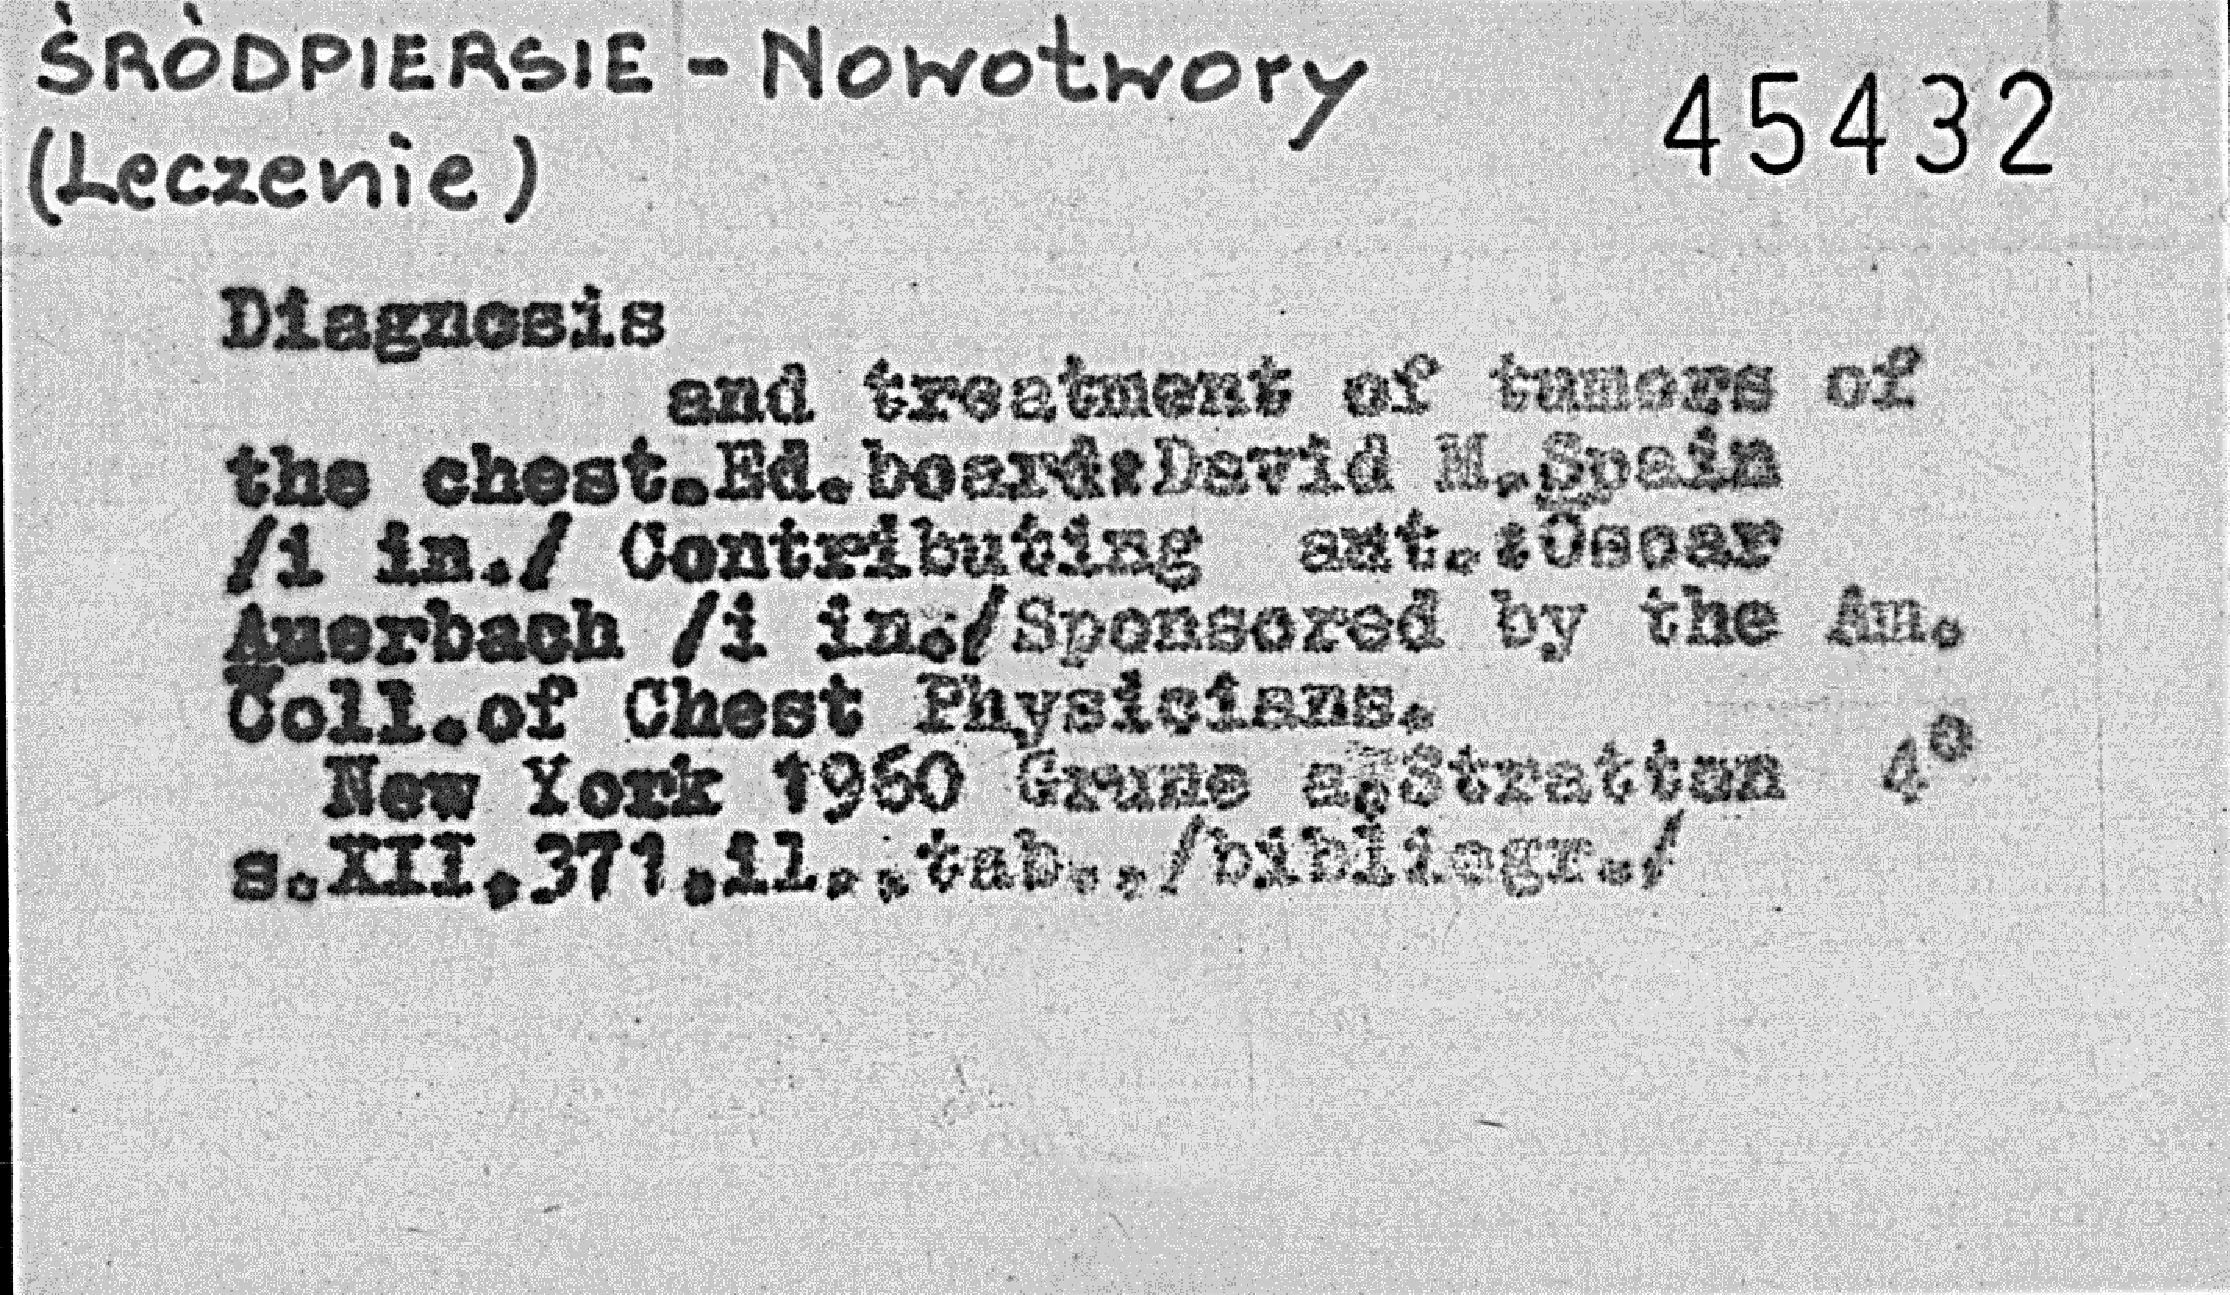 ŚRÓDPIERSIE - Nowotwory
45432
(Leczenie)
Diagnosis
and treatment of tumors of
the chest.Ed.board:David M.Spain
/i in./ Contributing aut.:Oscar
Auerbach /i in./Sponsored by the Am.
Coll.of Chest Physicians.
New York 1960 Grune a.Stratton 4°
s.XII,371,il.,tab.,/bibliogr./